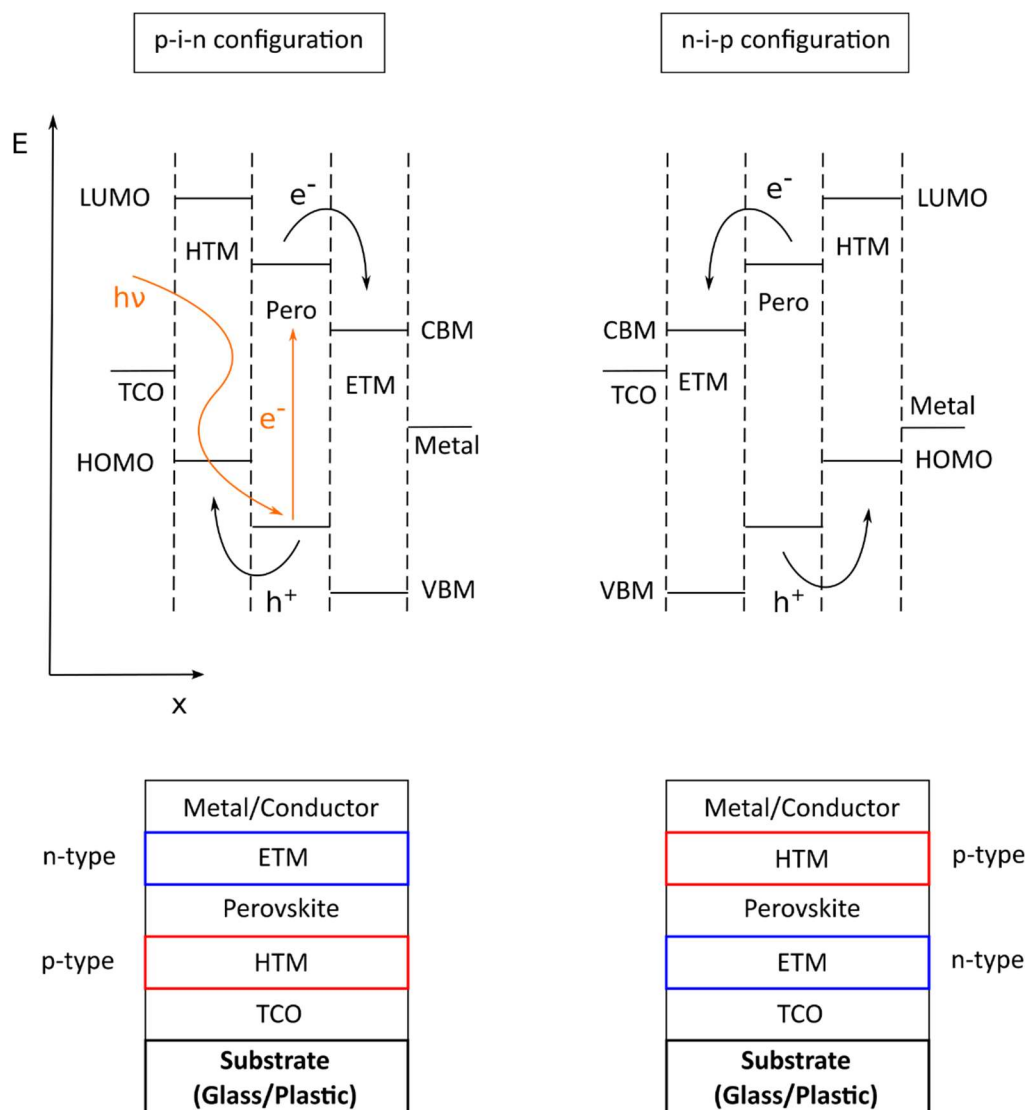 p-i-n configuration
n-i-p configuration
E
LUMO
HTM
e-
hν
Pero
CBM
TCO
ETM
e-
Metal
HOMO
h+
VBM
x
e-
LUMO
HTM
Pero
CBM
TCO
ETM
Metal
HOMO
VBM
h+
Metal/Conductor
n-type
ETM
Perovskite
p-type
HTM
TCO
Substrate
(Glass/Plastic)
Metal/Conductor
HTM
p-type
Perovskite
ETM
n-type
TCO
Substrate
(Glass/Plastic)